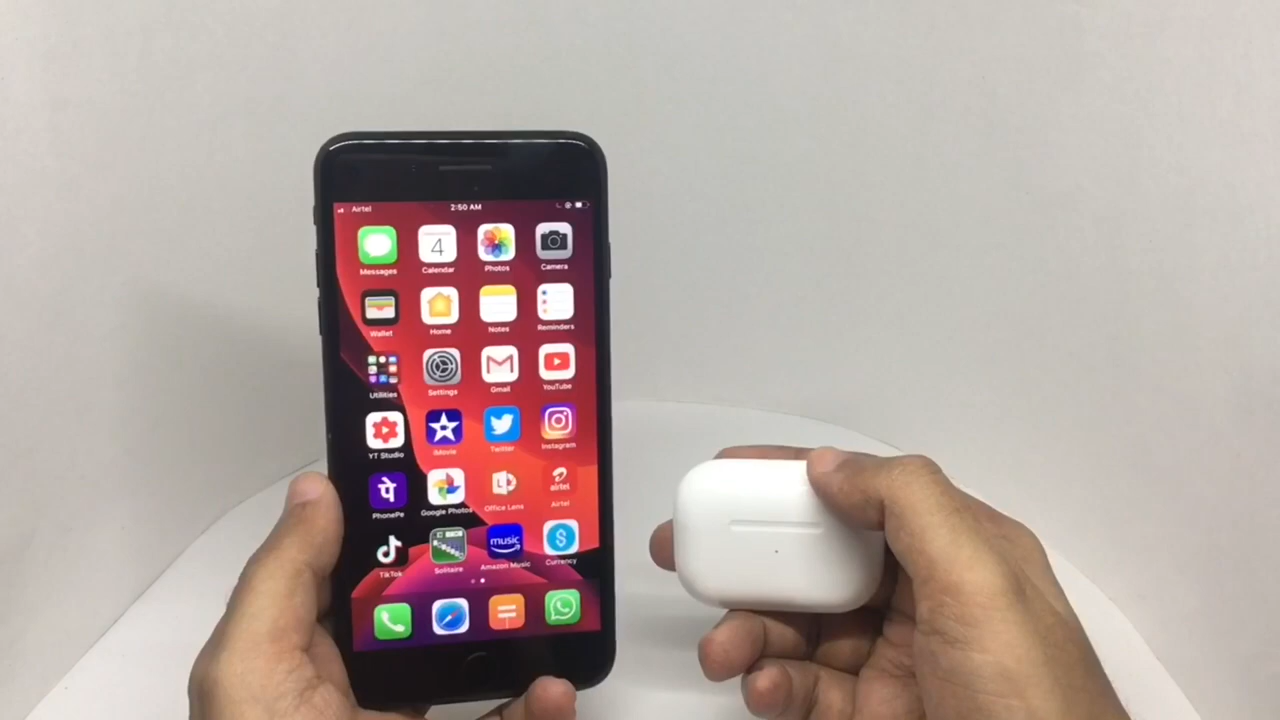 Airtel 2:50 AM
4
Messages Calendar Photos Camera
Wallet Home Notes Reminders
Utilities Settings Gmail YouTube
YT Studio iMovie Twitter Instagram
पे airtel
PhonePe Google Photos Office Lens Airtel
music
TikTok Solitaire Amazon Music Currency